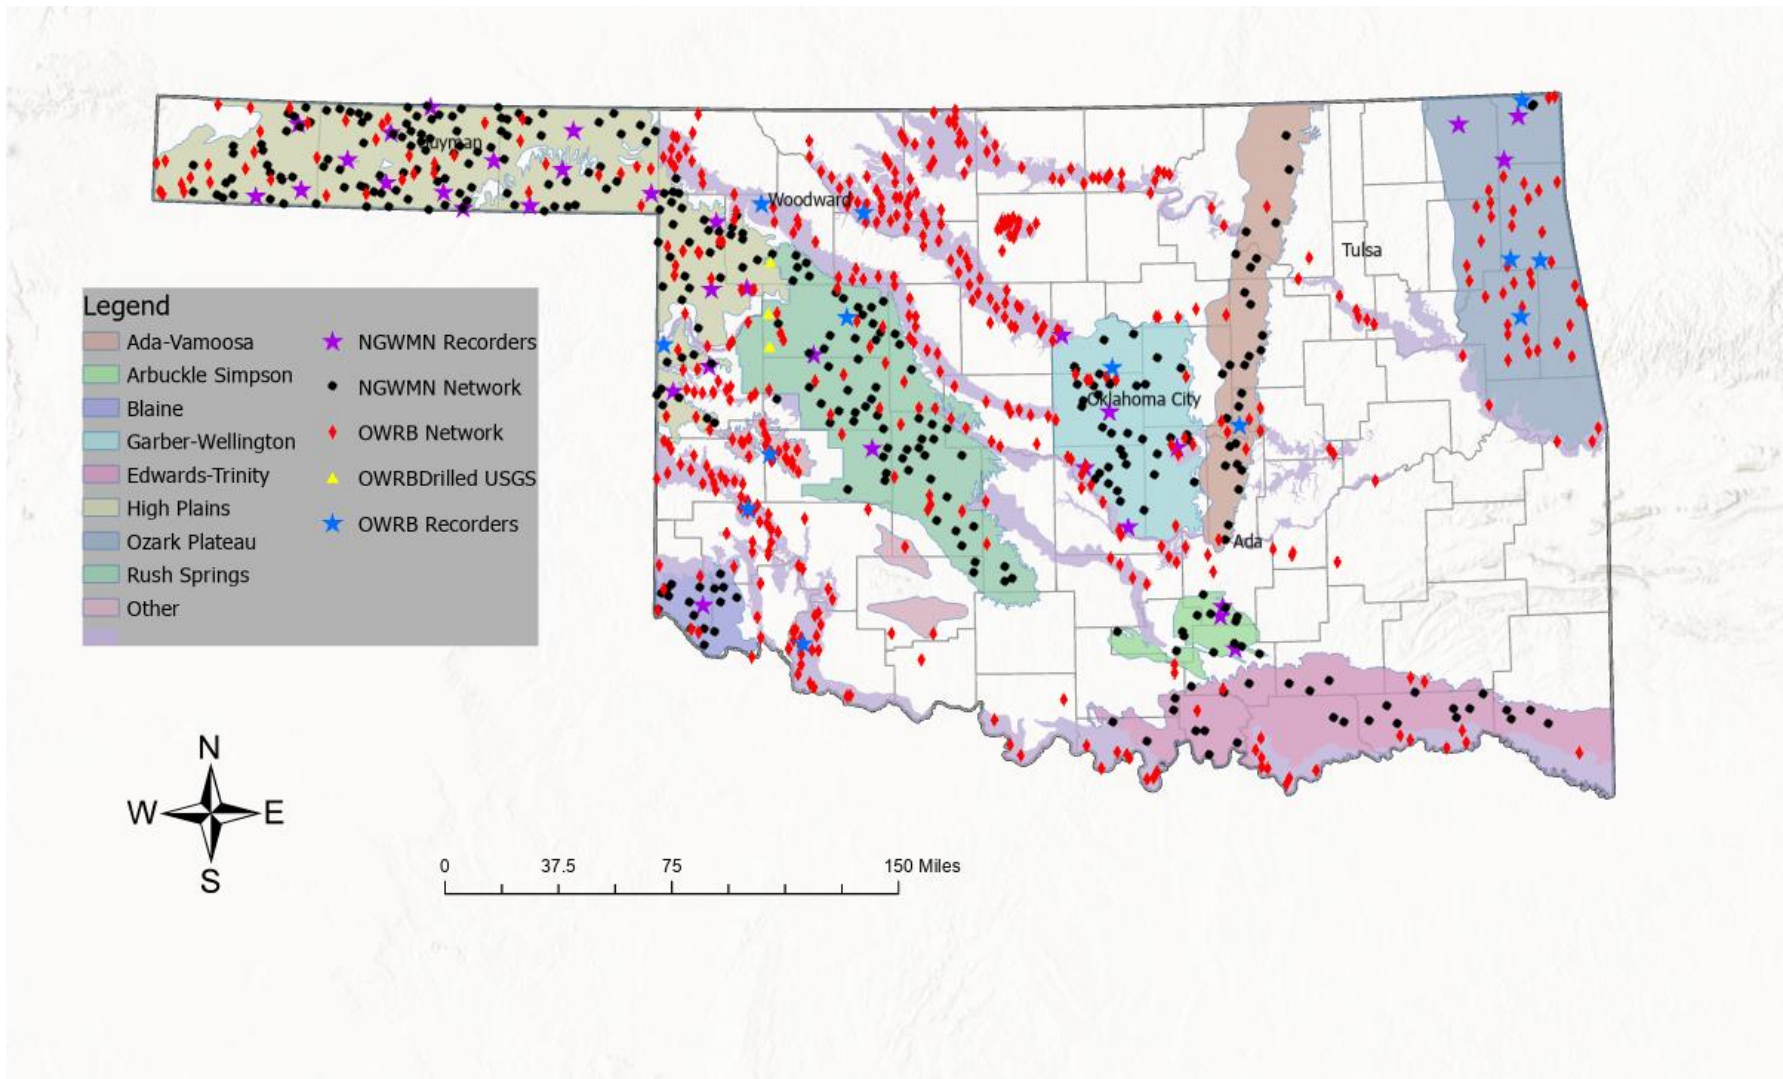 Guyman
Woodward
Tulsa
Legend
Ada-Vamoosa
Arbuckle Simpson
Blaine
Garber-Wellington
Edwards-Trinity
High Plains
Ozark Plateau
Rush Springs
Other
NGWMN Recorders
NGWMN Network
OWRB Network
OWRBDrilled USGS
OWRB Recorders
Oklahoma City
Ada
N
W E
S
0 37.5 75 150 Miles